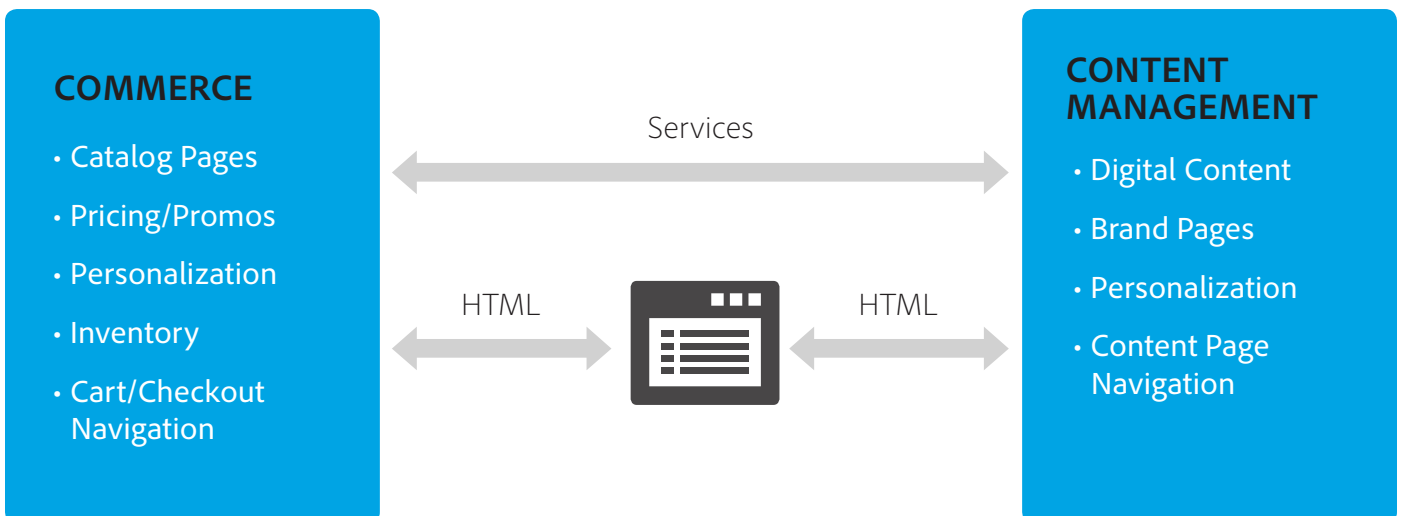 COMMERCE
• Catalog Pages
• Pricing/Promos
• Personalization
• Inventory
• Cart/Checkout
Navigation
Services
HTML
HTML
CONTENT
MANAGEMENT
• Digital Content
• Brand Pages
• Personalization
• Content Page
Navigation